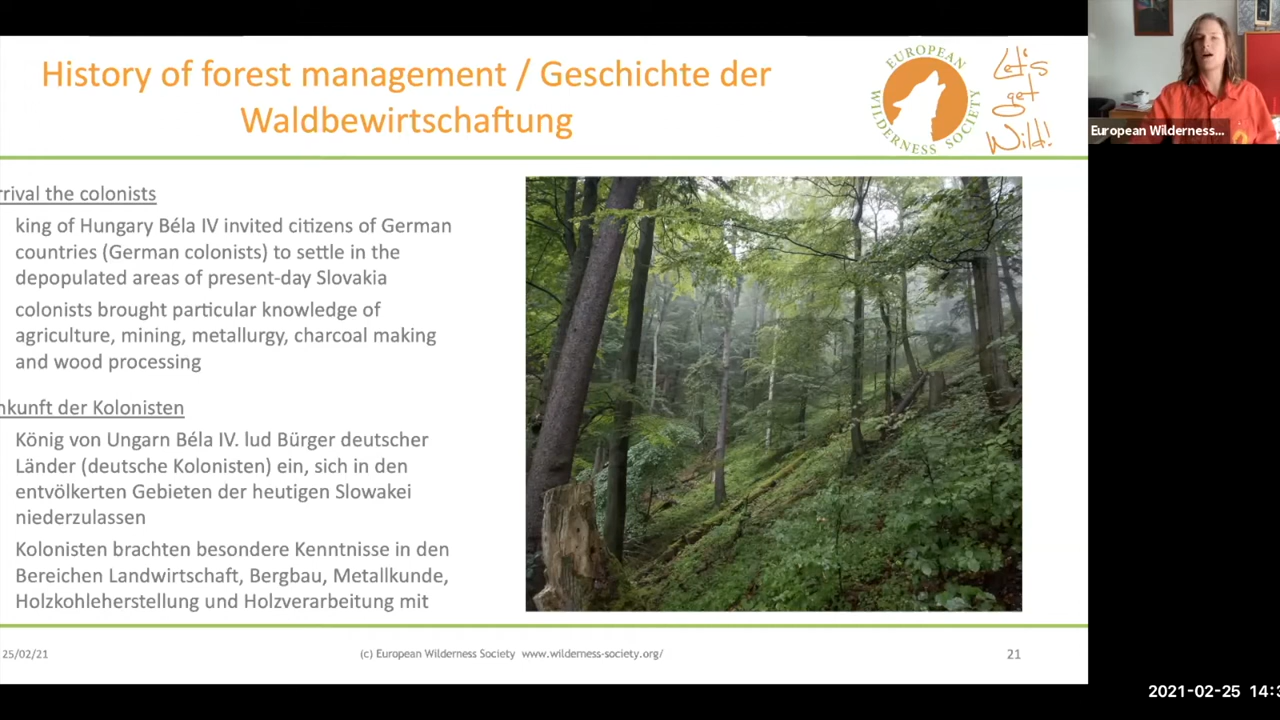 History of forest management / Geschichte der
Waldbewirtschaftung
EUROPEAN
WILDERNESS SOCIETY
Let's
get
Wild!
European Wilderness...
rrival the colonists
king of Hungary Béla IV invited citizens of German
countries (German colonists) to settle in the
depopulated areas of present-day Slovakia
colonists brought particular knowledge of
agriculture, mining, metallurgy, charcoal making
and wood processing
nkunft der Kolonisten
König von Ungarn Béla IV. lud Bürger deutscher
Länder (deutsche Kolonisten) ein, sich in den
entvölkerten Gebieten der heutigen Slowakei
niederzulassen
Kolonisten brachten besondere Kenntnisse in den
Bereichen Landwirtschaft, Bergbau, Metallkunde,
Holzkohleherstellung und Holzverarbeitung mit
25/02/21
(c) European Wilderness Society www.wilderness-society.org/
21
2021-02-25 14:3